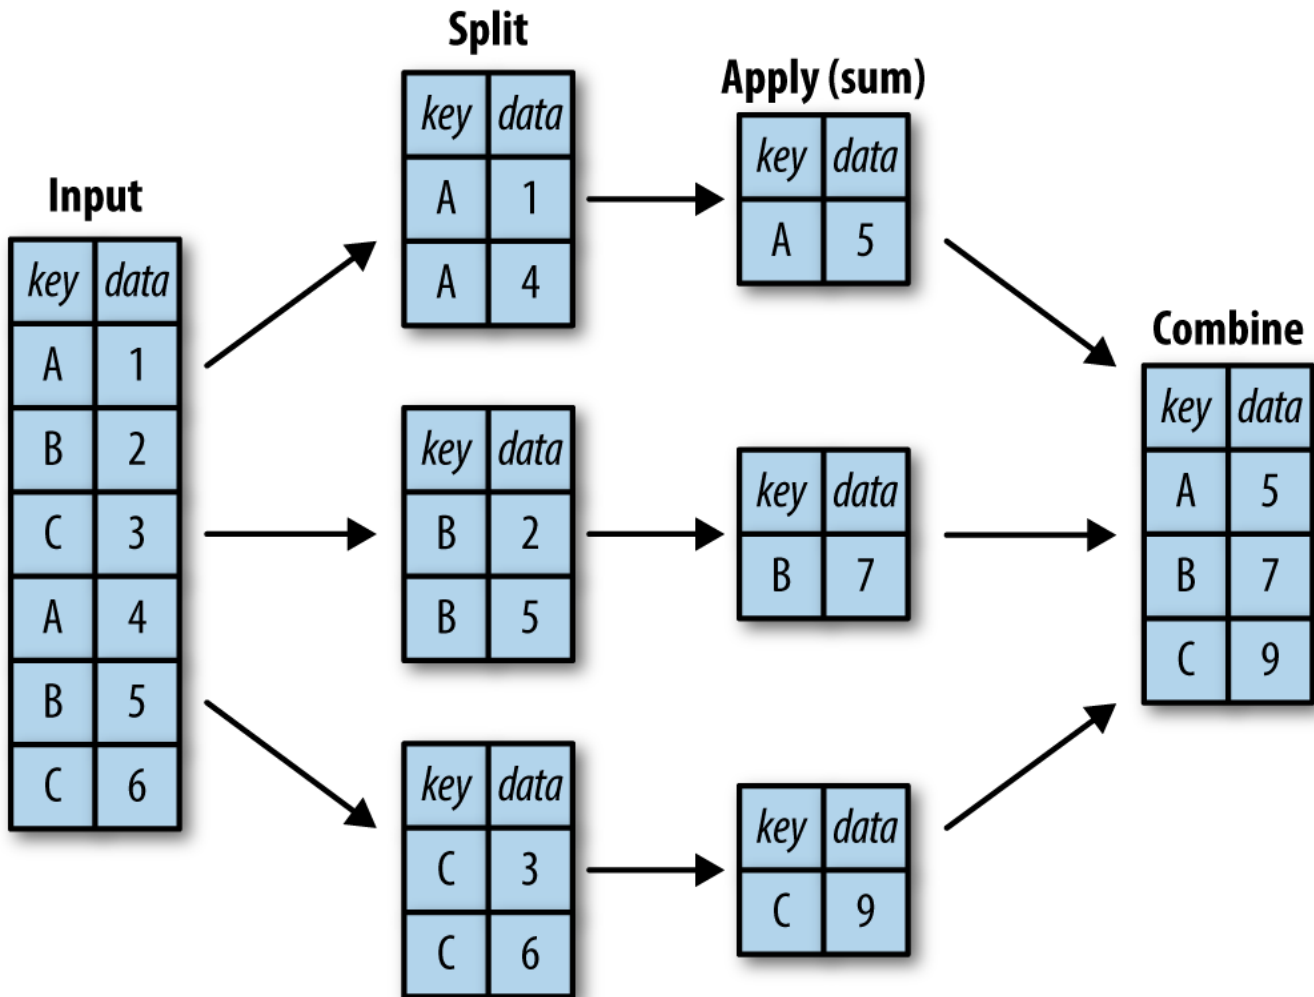 Input
key data
A 1
B 2
C 3
A 4
B 5
C 6
Split
key data
A 1
A 4
key data
B 2
B 5
key data
C 3
C 6
Apply (sum)
key data
A 5
key data
B 7
key data
C 9
Combine
key data
A 5
B 7
C 9